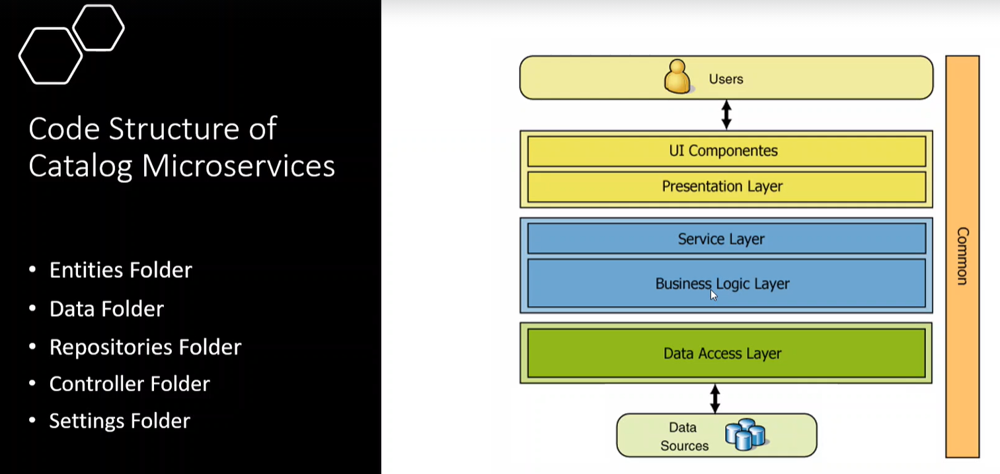 Code Structure of
Catalog Microservices
• Entities Folder
• Data Folder
• Repositories Folder
• Controller Folder
• Settings Folder
Users
UI Componentes
Presentation Layer
Service Layer
Business Logic Layer
Data Access Layer
Data
Sources
Common